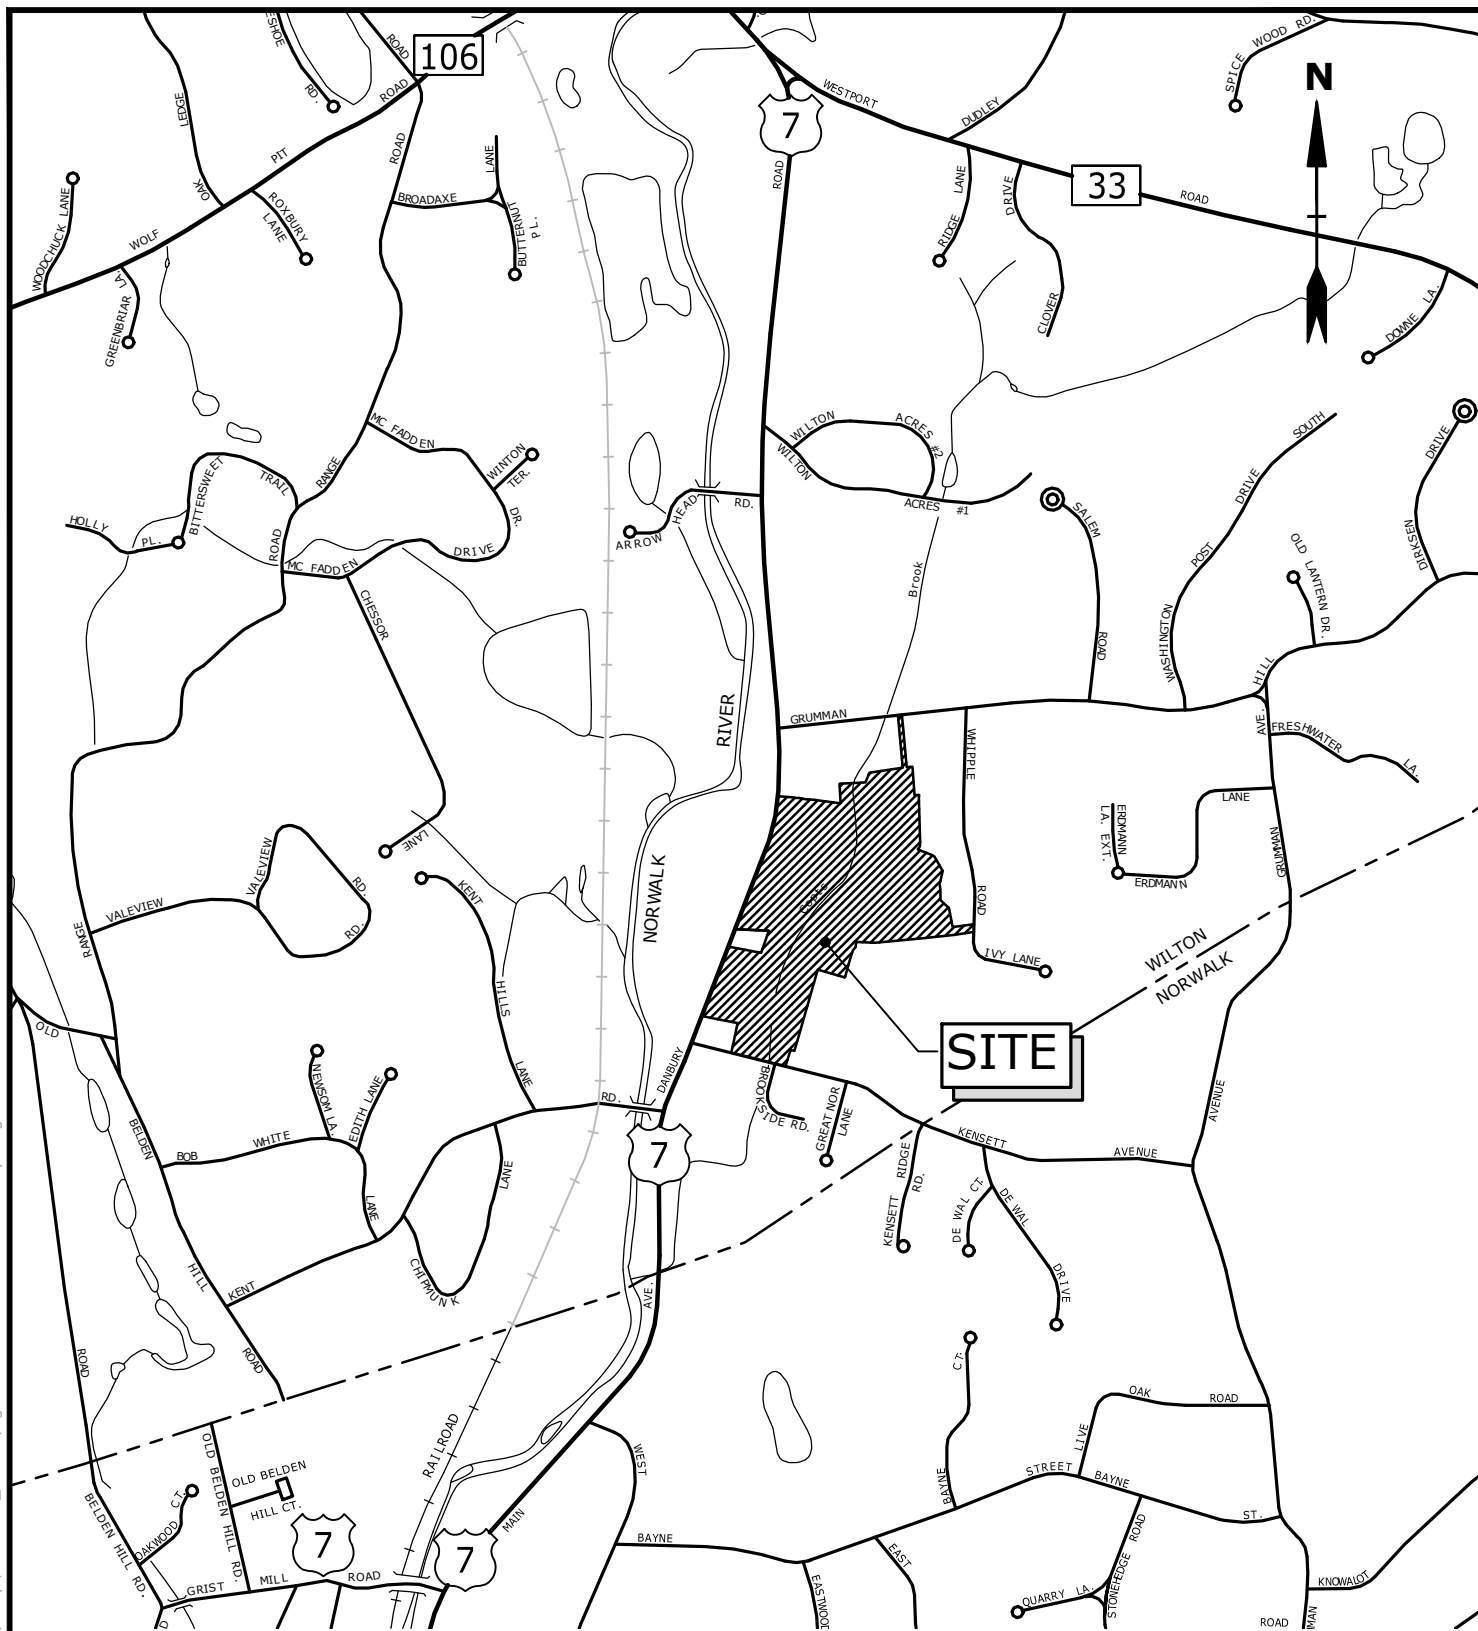 ESHOE
RD.
ROAD
106
ROAD
PIT
WOLF
LEDGE
OAK
WOODCHUCK LANE
ROXBURY
LANE
GREENBRIAR
LA.
ROAD
BROADAXE
LANE
BUTTERNUT
PL.
7
ROAD
WESTPORT
DUDLEY
SPICE
WOOD RD.
N
33
ROAD
RIDGE
LANE
DRIVE
CLOVER
DOWNE LA.
MC FADDEN
WINTON
TER.
DR.
DRIVE
MC FADDEN
BITTERSWEET
TRAIL
RANGE
ROAD
HOLLY
PL.
CHESSOR
LANE
ARROW
HEAD
RD.
WILTON
ACRES
#2
WILTON
ACRES
#1
SALEM
ROAD
Brook
SOUTH
DRIVE
POST
WASHINGTON
OLD
LANTERN DR.
DRIVE
DIRKSEN
HILL
AVE.
FRESHWATER
LA.
GRUMMAN
WHIPPLE
ROAD
RIVER
NORWALK
LANE
ERDMANN
LA. EXT.
ERDMANN
GRUMMAN
IVY LANE
WILTON
NORWALK
SITE
VALEVIEW
VALEVIEW
RD.
RD.
RANGE
KENT
HILLS
LANE
OLD
BELDEN
HILL
ROAD
NEWSOM LA.
EDITH LANE
BOB
WHITE
LANE
KENT
CHIPMUNK
LANE
RD.
DANBURY
7
BROOK
SIDE RD.
GREAT NOR
LANE
KENSETT
AVENUE
AVENUE
KENSETT
RIDGE
RD.
DE WAL CT.
DE WAL
DRIVE
AVE.
ROAD
RAILROAD
CT.
BAYNE
OAK
ROAD
LIVE
STREET
BAYNE
ST.
OLD BELDEN HILL RD.
OLD BELDEN
HILL CT.
BELDEN HILL RD.
OAKWOOD
CT.
GRIST
MILL
ROAD
7
7
MAIN
WEST
BAYNE
EASTWOOD
EAST
QUARRY LA.
STONEHEDGE
ROAD
KNOWALOT
ROAD
MAN